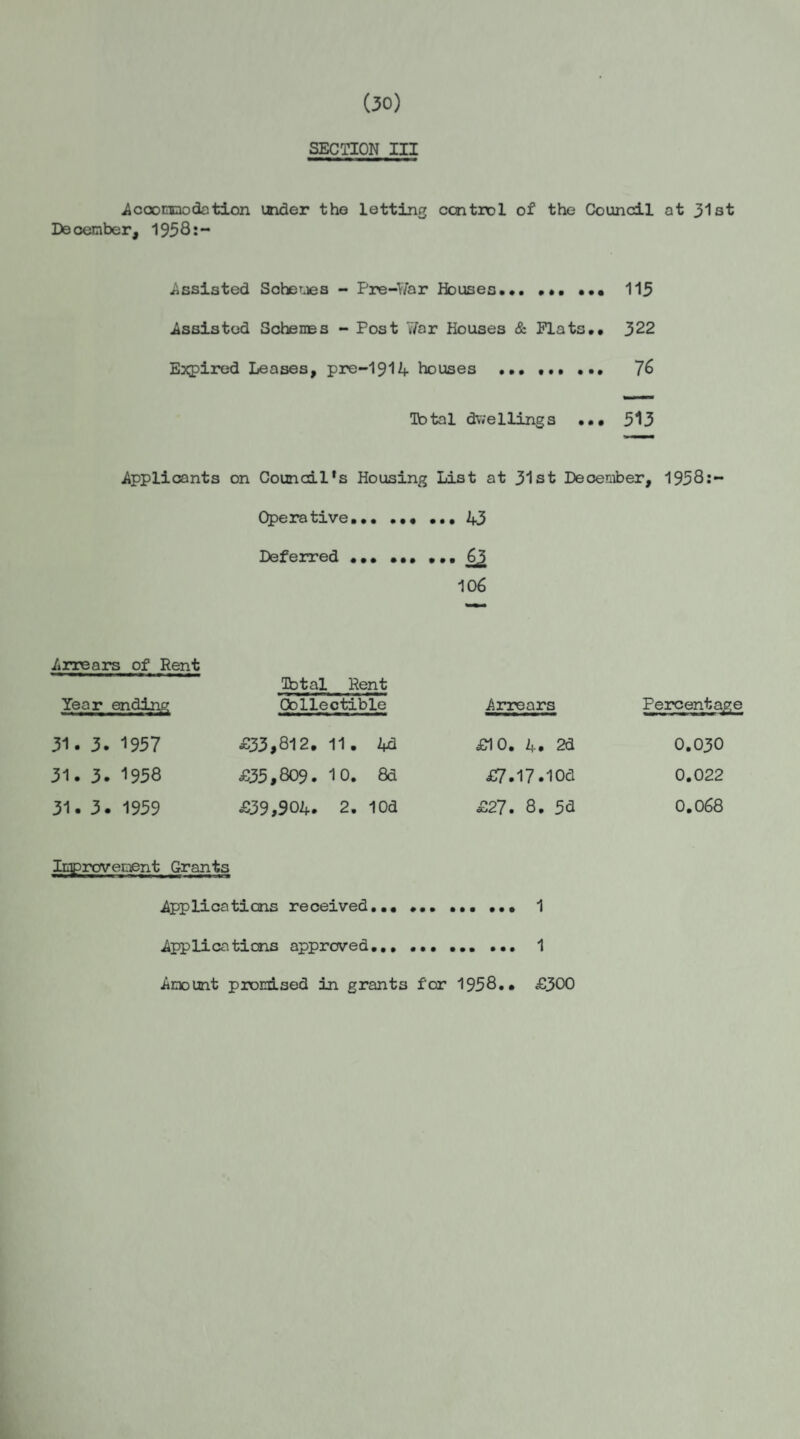 (30)
SECTION III
Accommodation under the letting control of the Council at 31st
December, 1958:-
Assisted Schemes - Pre-War Houses... ... ... 115
Assisted Schemes - Post War Houses & Flats.. 322
Expired Leases, pre-1914 houses ... ... ... 76
Total dwellings ... 513
Applicants on Council's Housing List at 31st December, 1958:-
Operative... ... ... 43
Deferred ... ... ... 63
106
Arrears of Rent
Year ending Total Rent Collectible Arrears Percentage
31. 3. 1957 £33,812. 11. 4d £10. 4. 2d 0.030
31. 3. 1958 £35,809. 10. 8d £7.17.10d 0.022
31. 3. 1959 £39,904. 2. 10d £27. 8. 5d 0.068
Improvement Grants
Applications received... ... ... ... 1
Applications approved... ... ... ... 1
Amount promised in grants for 1958.. £300